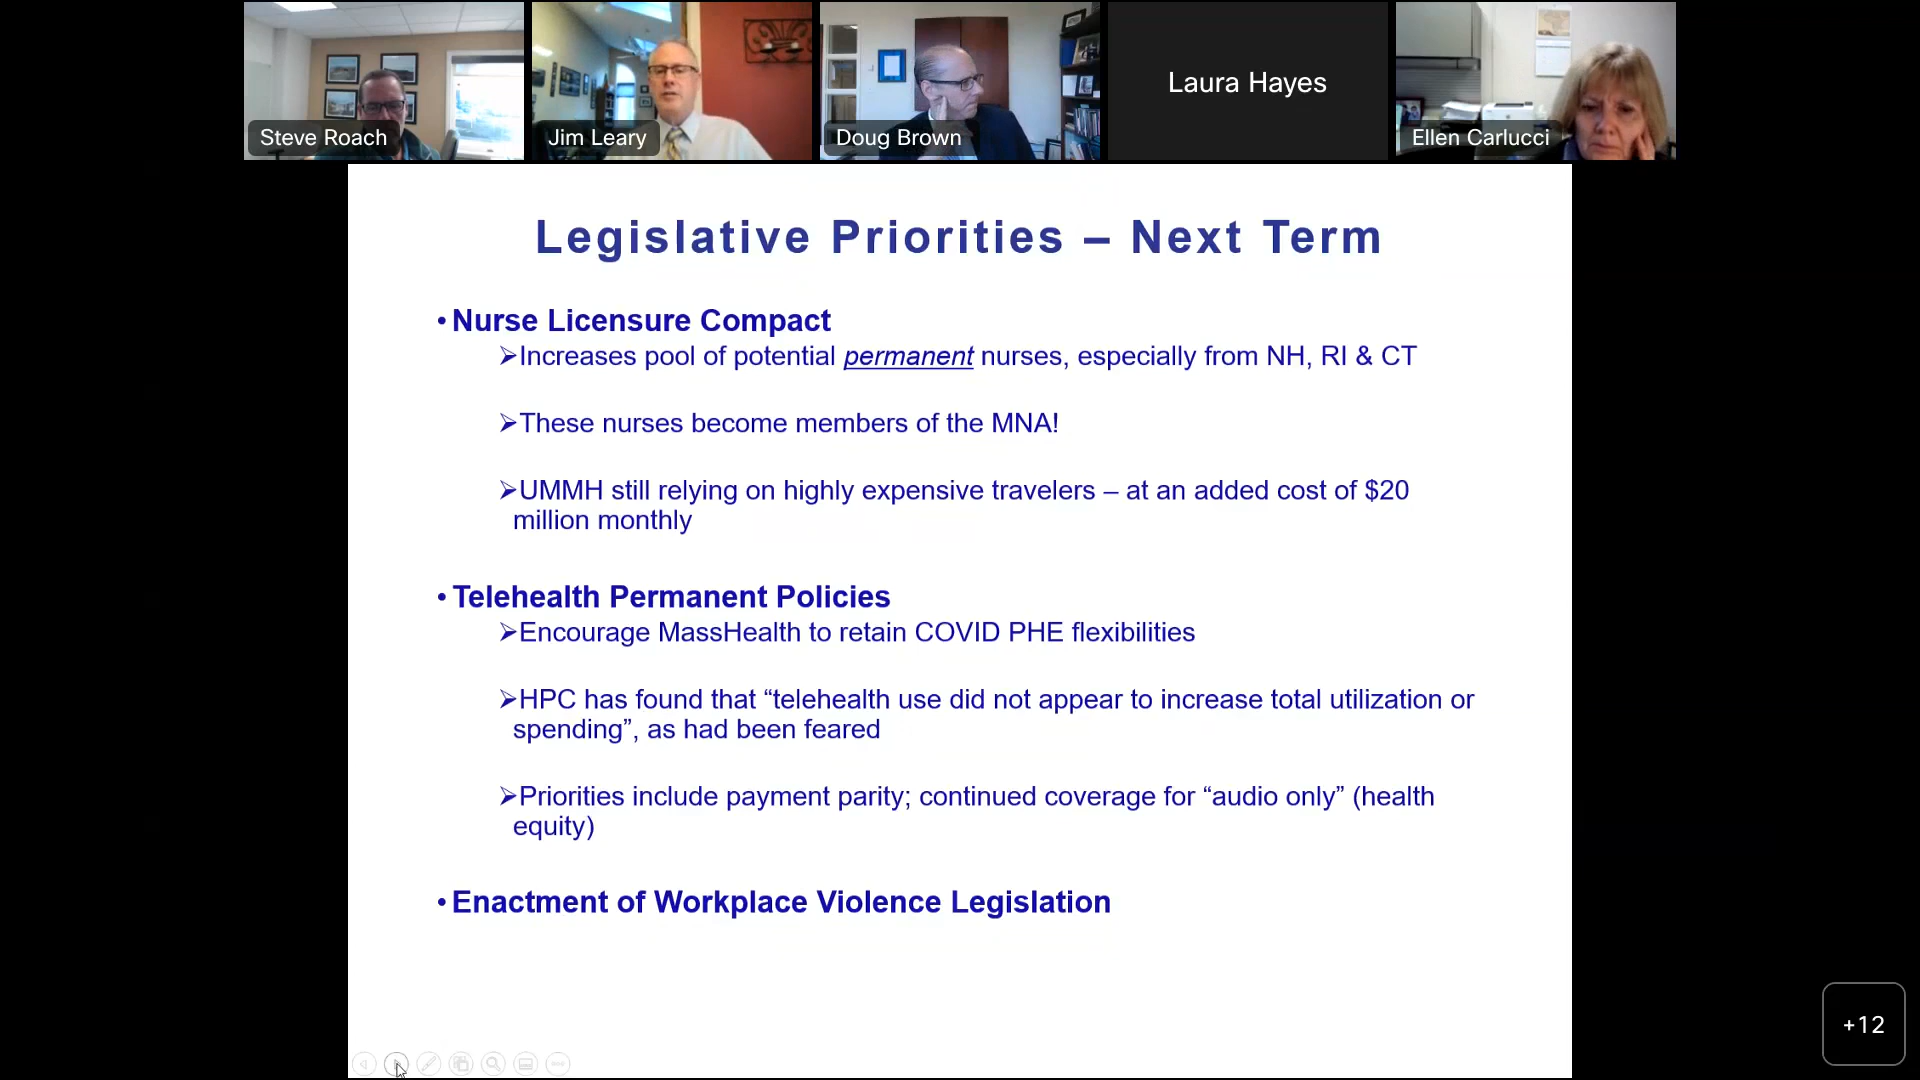 Steve Roach
Jim Leary
Doug Brown
Laura Hayes
Ellen Carlucci
Legislative Priorities – Next Term
• Nurse Licensure Compact
➢Increases pool of potential permanent nurses, especially from NH, RI & CT
➢These nurses become members of the MNA!
➢UMMH still relying on highly expensive travelers – at an added cost of $20
million monthly
• Telehealth Permanent Policies
➢Encourage MassHealth to retain COVID PHE flexibilities
➢HPC has found that “telehealth use did not appear to increase total utilization or
spending”, as had been feared
➢Priorities include payment parity; continued coverage for “audio only” (health
equity)
• Enactment of Workplace Violence Legislation
+12